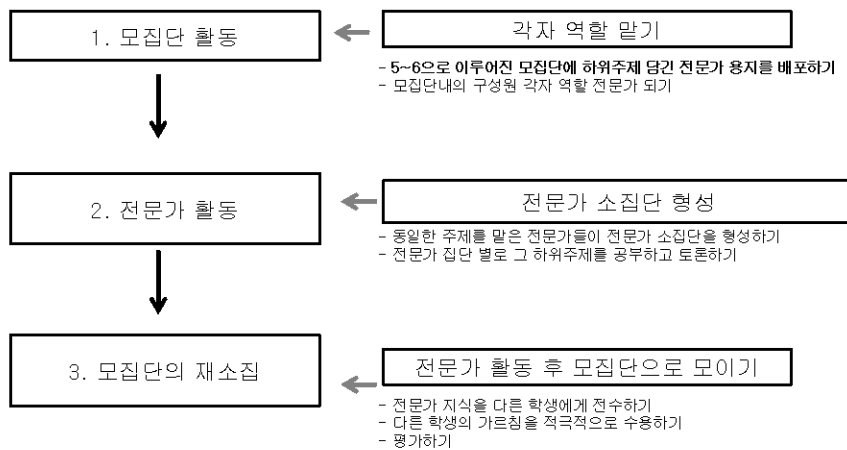 1. 모집단 활동
각자 역할 맡기
- 5~6으로 이루어진 모집단에 하위주제 담긴 전문가 용지를 배포하기
- 모집단내의 구성원 각자 역할 전문가 되기
2. 전문가 활동
전문가 소집단 형성
- 동일한 주제를 맡은 전문가들이 전문가 소집단을 형성하기
- 전문가 집단 별로 그 하위주제를 공부하고 토론하기
3. 모집단의 재소집
전문가 활동 후 모집단으로 모이기
- 전문가 지식을 다른 학생에게 전수하기
- 다른 학생의 가르침을 적극적으로 수용하기
- 평가하기